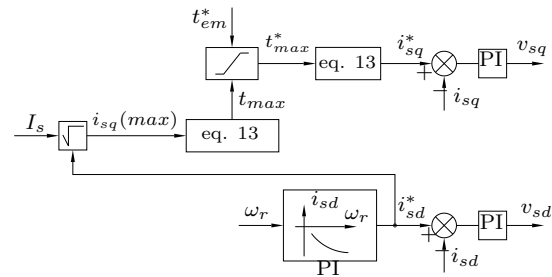 t*em
t*max
eq. 13
i*sq
+
−
isq
PI
vsq
tmax
Is
√
isq(max)
eq. 13
ωr
isd
ωr
PI
i*sd
+
−
isd
PI
vsd